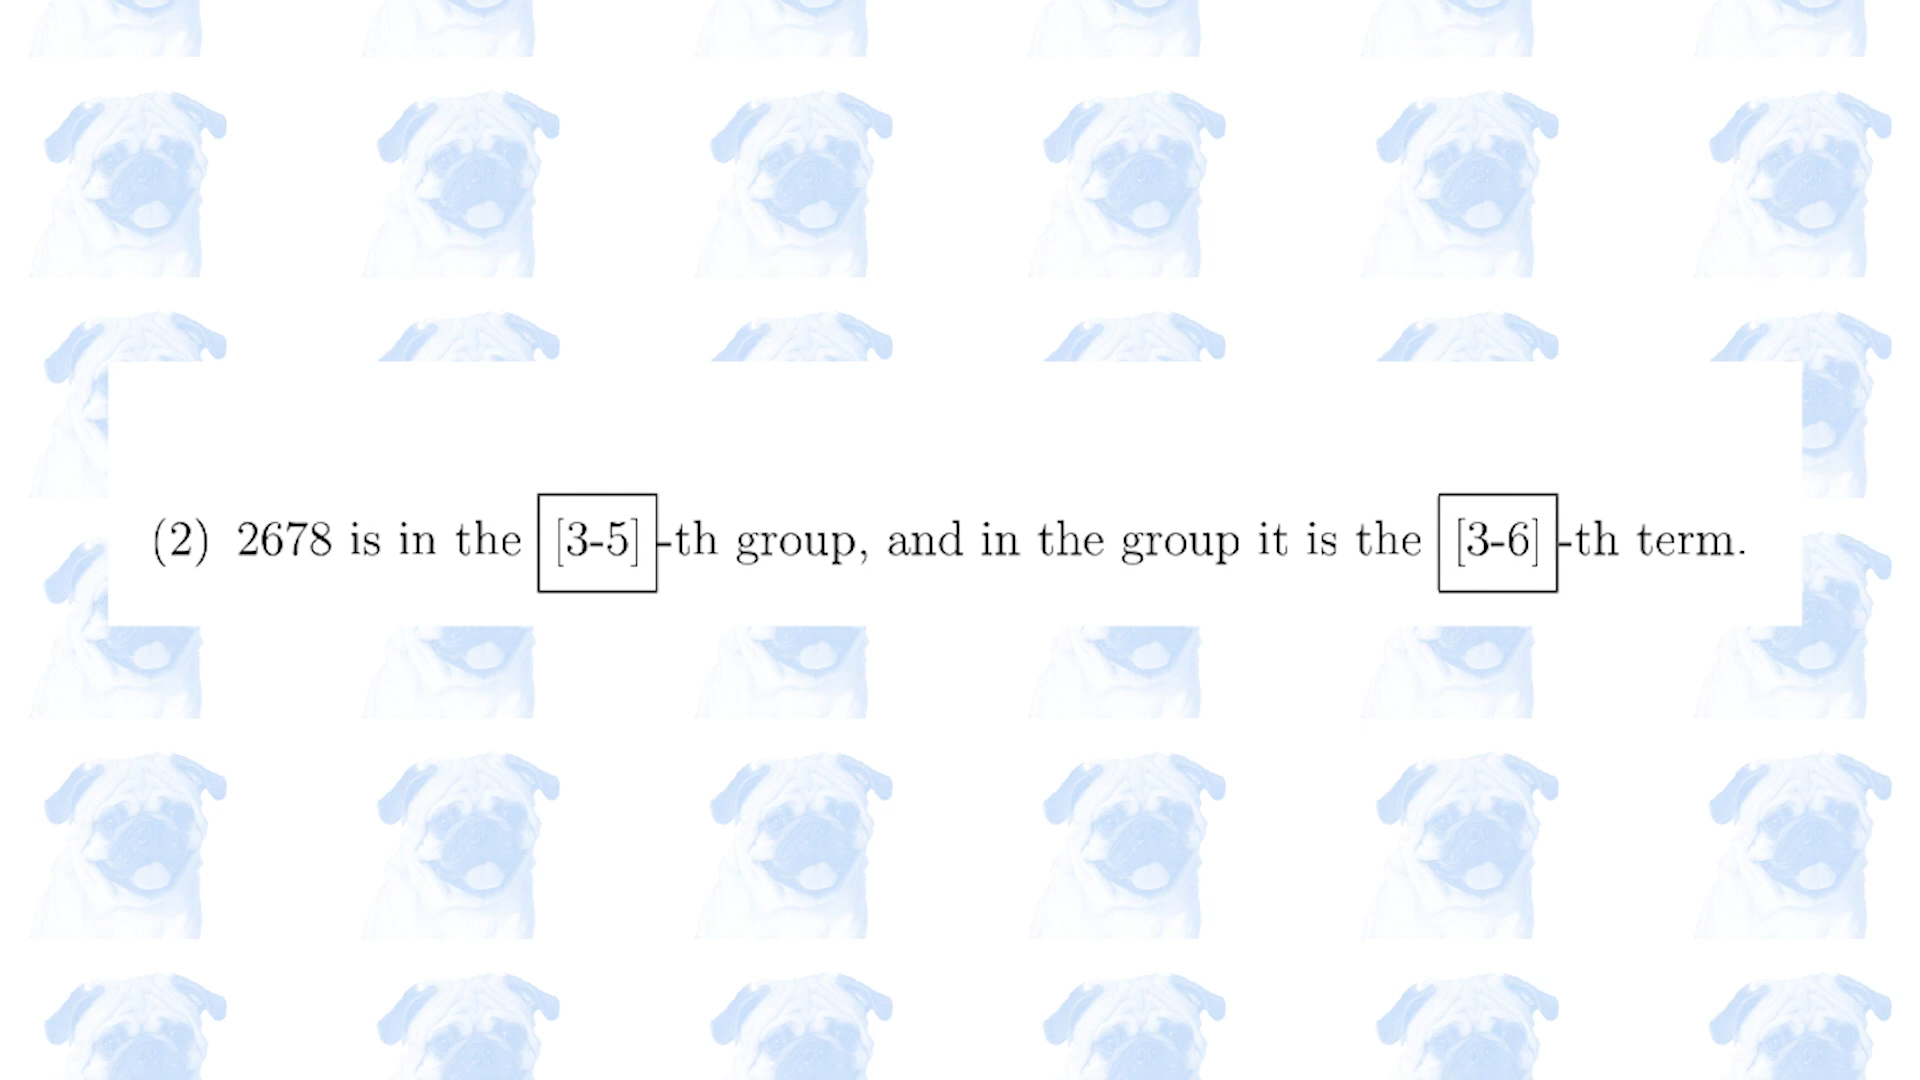 (2) 2678 is in the [3-5]-th group, and in the group it is the [3-6]-th term.